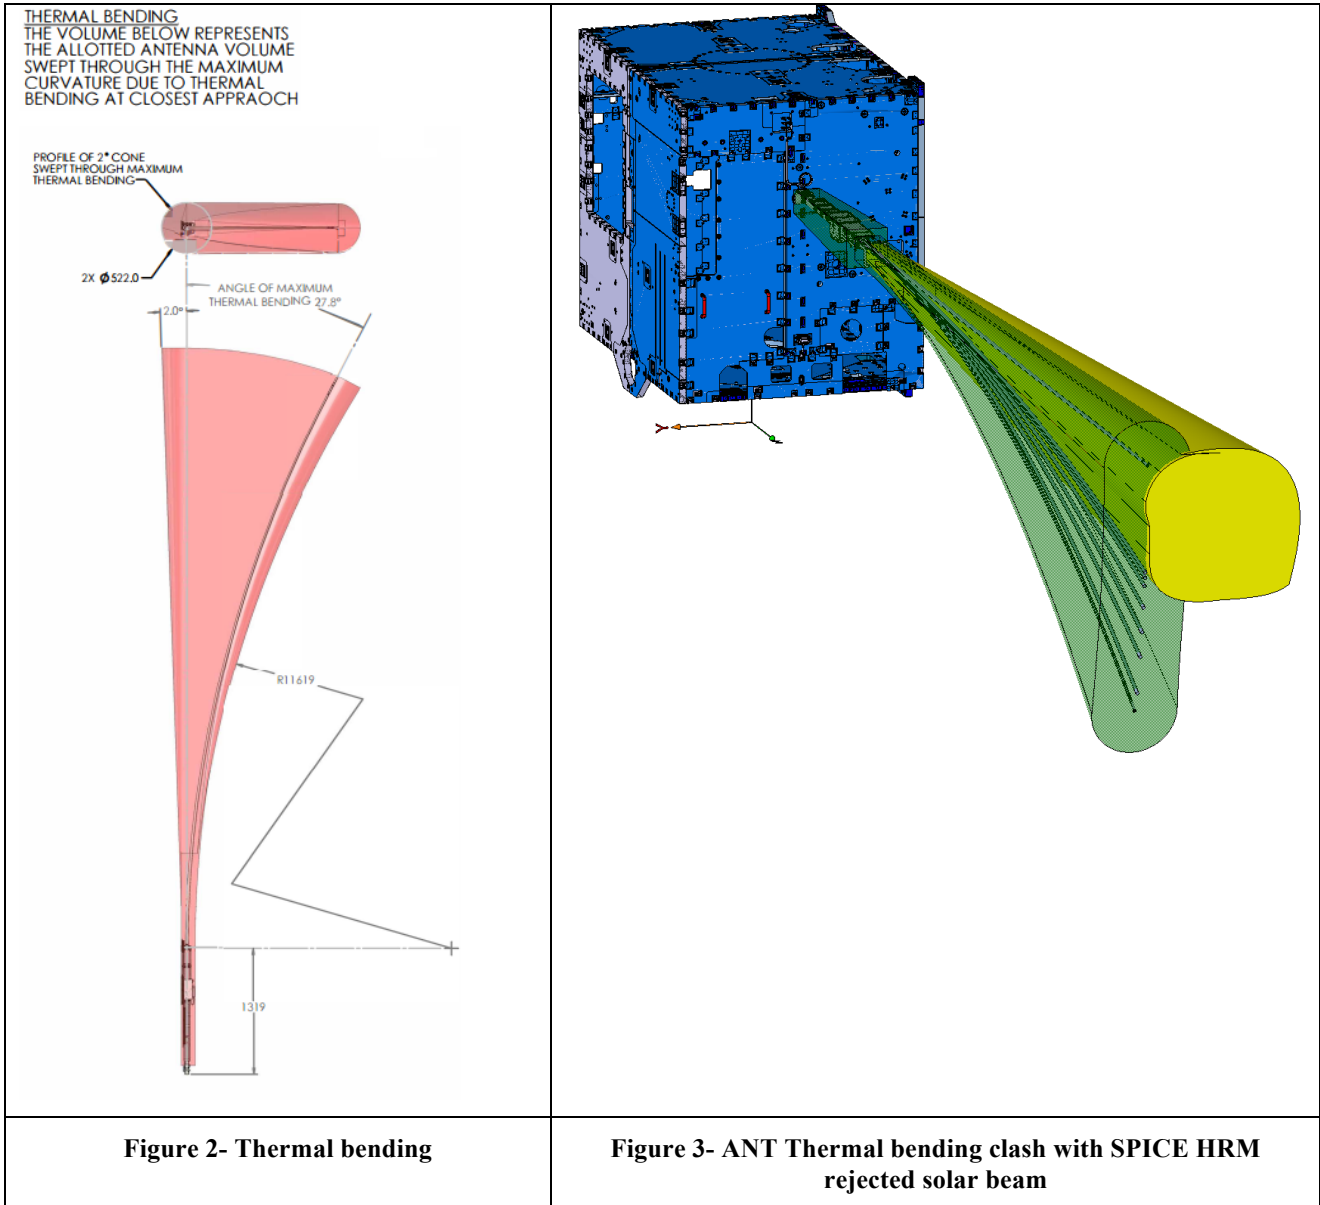 THERMAL BENDING
THE VOLUME BELOW REPRESENTS
THE ALLOTTED ANTENNA VOLUME
SWEPT THROUGH THE MAXIMUM
CURVATURE DUE TO THERMAL
BENDING AT CLOSEST APPRAOCH
PROFILE OF 2° CONE
SWEPT THROUGH MAXIMUM
THERMAL BENDING
2X Ø522.0
ANGLE OF MAXIMUM
THERMAL BENDING 27.8°
2.0°
R11619
1319
Y
Figure 2- Thermal bending
Figure 3- ANT Thermal bending clash with SPICE HRM
rejected solar beam